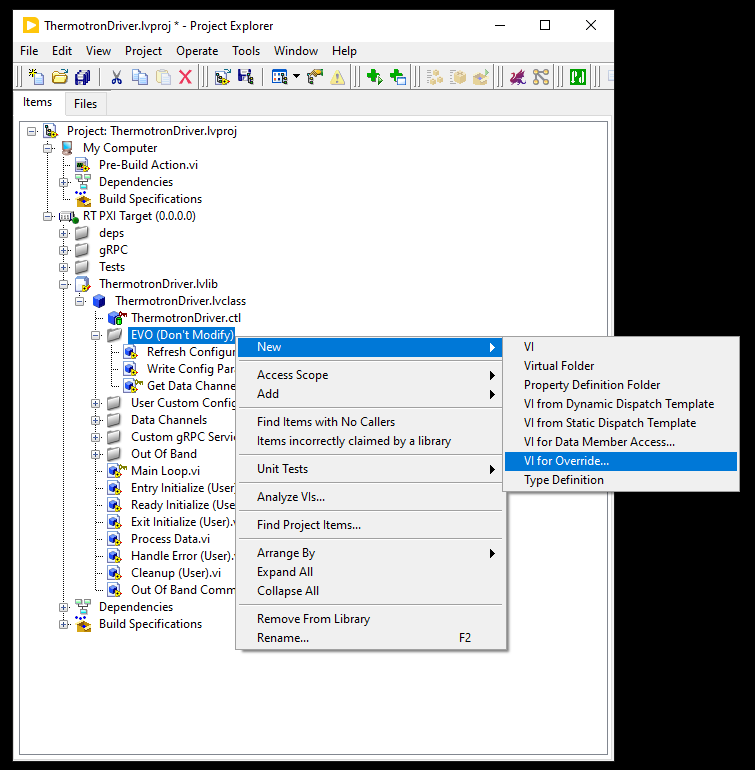 ThermotronDriver.lvproj * - Project Explorer
File Edit View Project Operate Tools Window Help
Items Files
Project: ThermotronDriver.lvproj
My Computer
Pre-Build Action.vi
Dependencies
Build Specifications
RT PXI Target (0.0.0.0)
deps
gRPC
Tests
ThermotronDriver.lvlib
ThermotronDriver.lvclass
ThermotronDriver.ctl
EVO (Don't Modify)
Refresh Configur
Write Config Par
Get Data Channe
User Custom Config
Data Channels
Custom gRPC Servic
Out Of Band
Main Loop.vi
Entry Initialize (User)
Ready Initialize (Use
Exit Initialize (User).v
Process Data.vi
Handle Error (User).v
Cleanup (User).vi
Out Of Band Comm
Dependencies
Build Specifications
New
Access Scope
Add
Find Items with No Callers
Items incorrectly claimed by a library
Unit Tests
Analyze VIs...
Find Project Items...
Arrange By
Expand All
Collapse All
Remove From Library
Rename... F2
VI
Virtual Folder
Property Definition Folder
VI from Dynamic Dispatch Template
VI from Static Dispatch Template
VI for Data Member Access...
VI for Override...
Type Definition